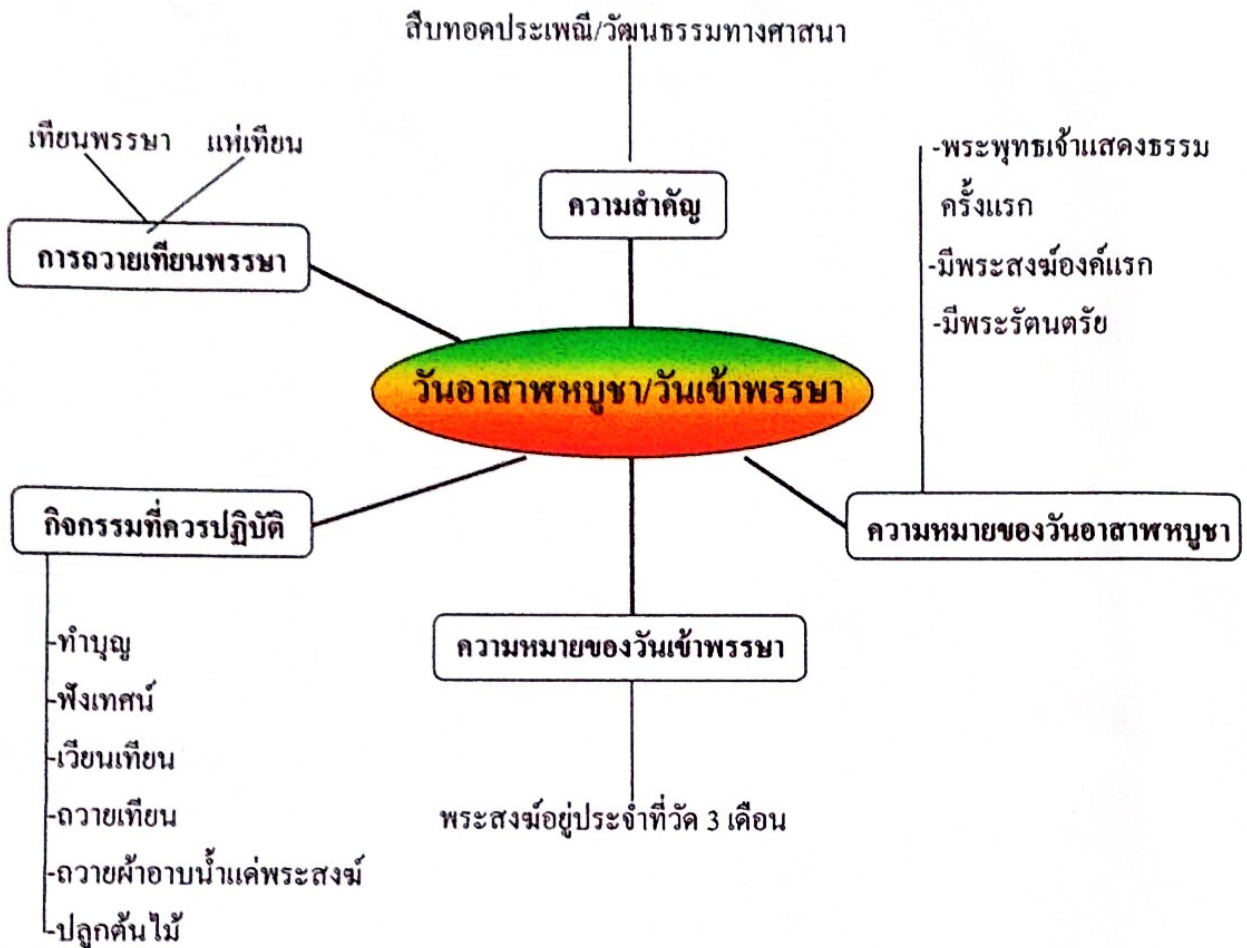 สืบทอดประเพณี/วัฒนธรรมทางศาสนา
เทียนพรรษา
แห่เทียน
การถวายเทียนพรรษา
ความสำคัญ
-พระพุทธเจ้าแสดงธรรม
ครั้งแรก
-มีพระสงฆ์องค์แรก
-มีพระรัตนตรัย
วันอาสาฬหบูชา/วันเข้าพรรษา
กิจกรรมที่ควรปฏิบัติ
ความหมายของวันอาสาฬหบูชา
-ทำบุญ
-ฟังเทศน์
-เวียนเทียน
-ถวายเทียน
-ถวายผ้าอาบน้ำแด่พระสงฆ์
-ปลูกต้นไม้
ความหมายของวันเข้าพรรษา
พระสงฆ์อยู่ประจำที่วัด 3 เดือน